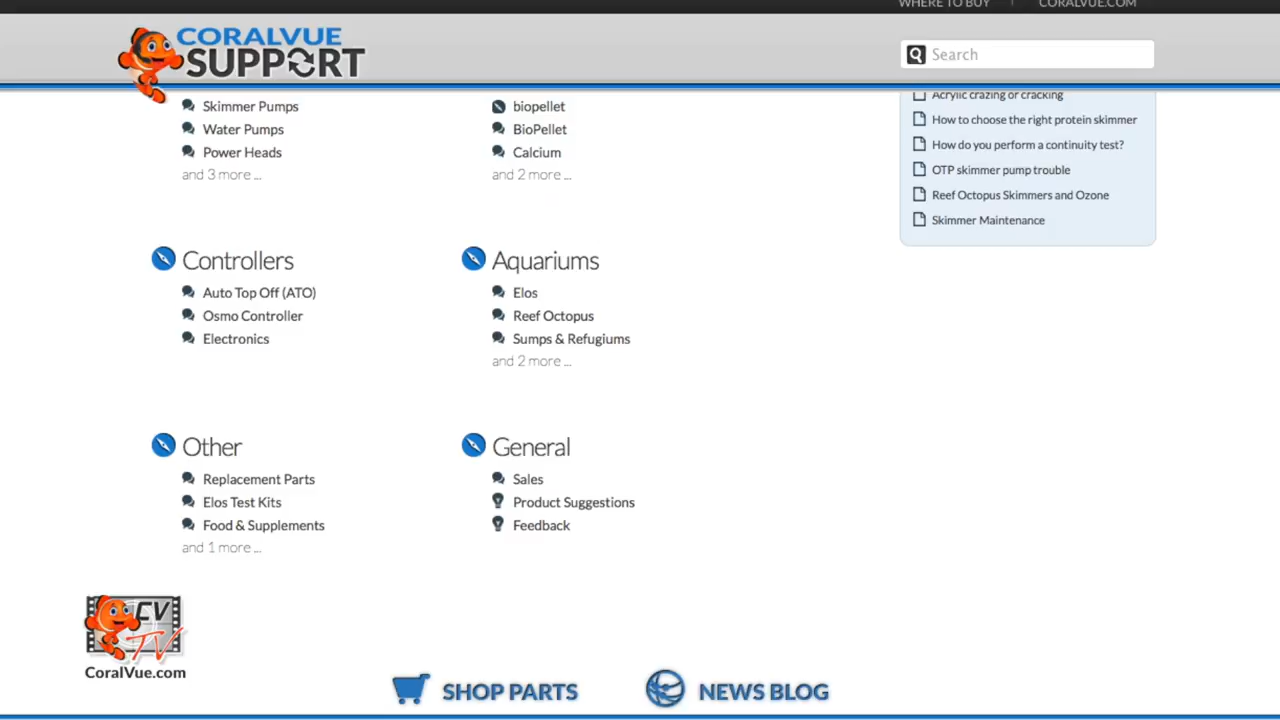 WHERE TO BUY | CORALVUE.COM
CORALVUE
SUPPORT
Search
Skimmer Pumps
Water Pumps
Power Heads
and 3 more ...
biopellet
BioPellet
Calcium
and 2 more ...
Acrylic crazing or cracking
How to choose the right protein skimmer
How do you perform a continuity test?
OTP skimmer pump trouble
Reef Octopus Skimmers and Ozone
Skimmer Maintenance
Controllers
Auto Top Off (ATO)
Osmo Controller
Electronics
Aquariums
Elos
Reef Octopus
Sumps & Refugiums
and 2 more ...
Other
Replacement Parts
Elos Test Kits
Food & Supplements
and 1 more ...
General
Sales
Product Suggestions
Feedback
CV
TV
CoralVue.com
SHOP PARTS
NEWS BLOG